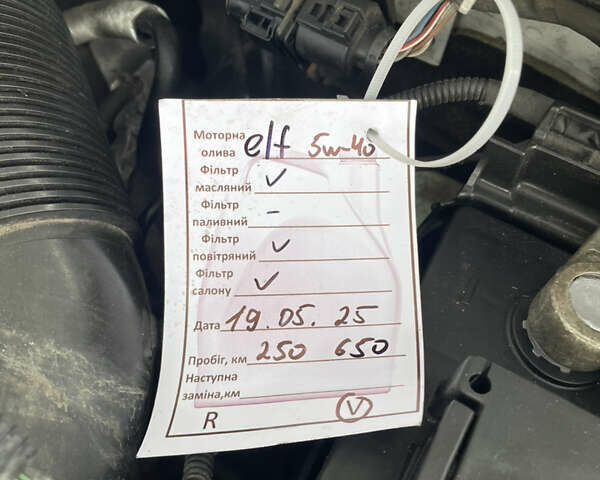 Моторна
олива elf 5w-40
Фільтр
масляний ✓
Фільтр
паливний –
Фільтр
повітряний ✓
Фільтр
салону ✓
Дата 19.05.25
Пробіг, км 250 650
Наступна
заміна,км
R V